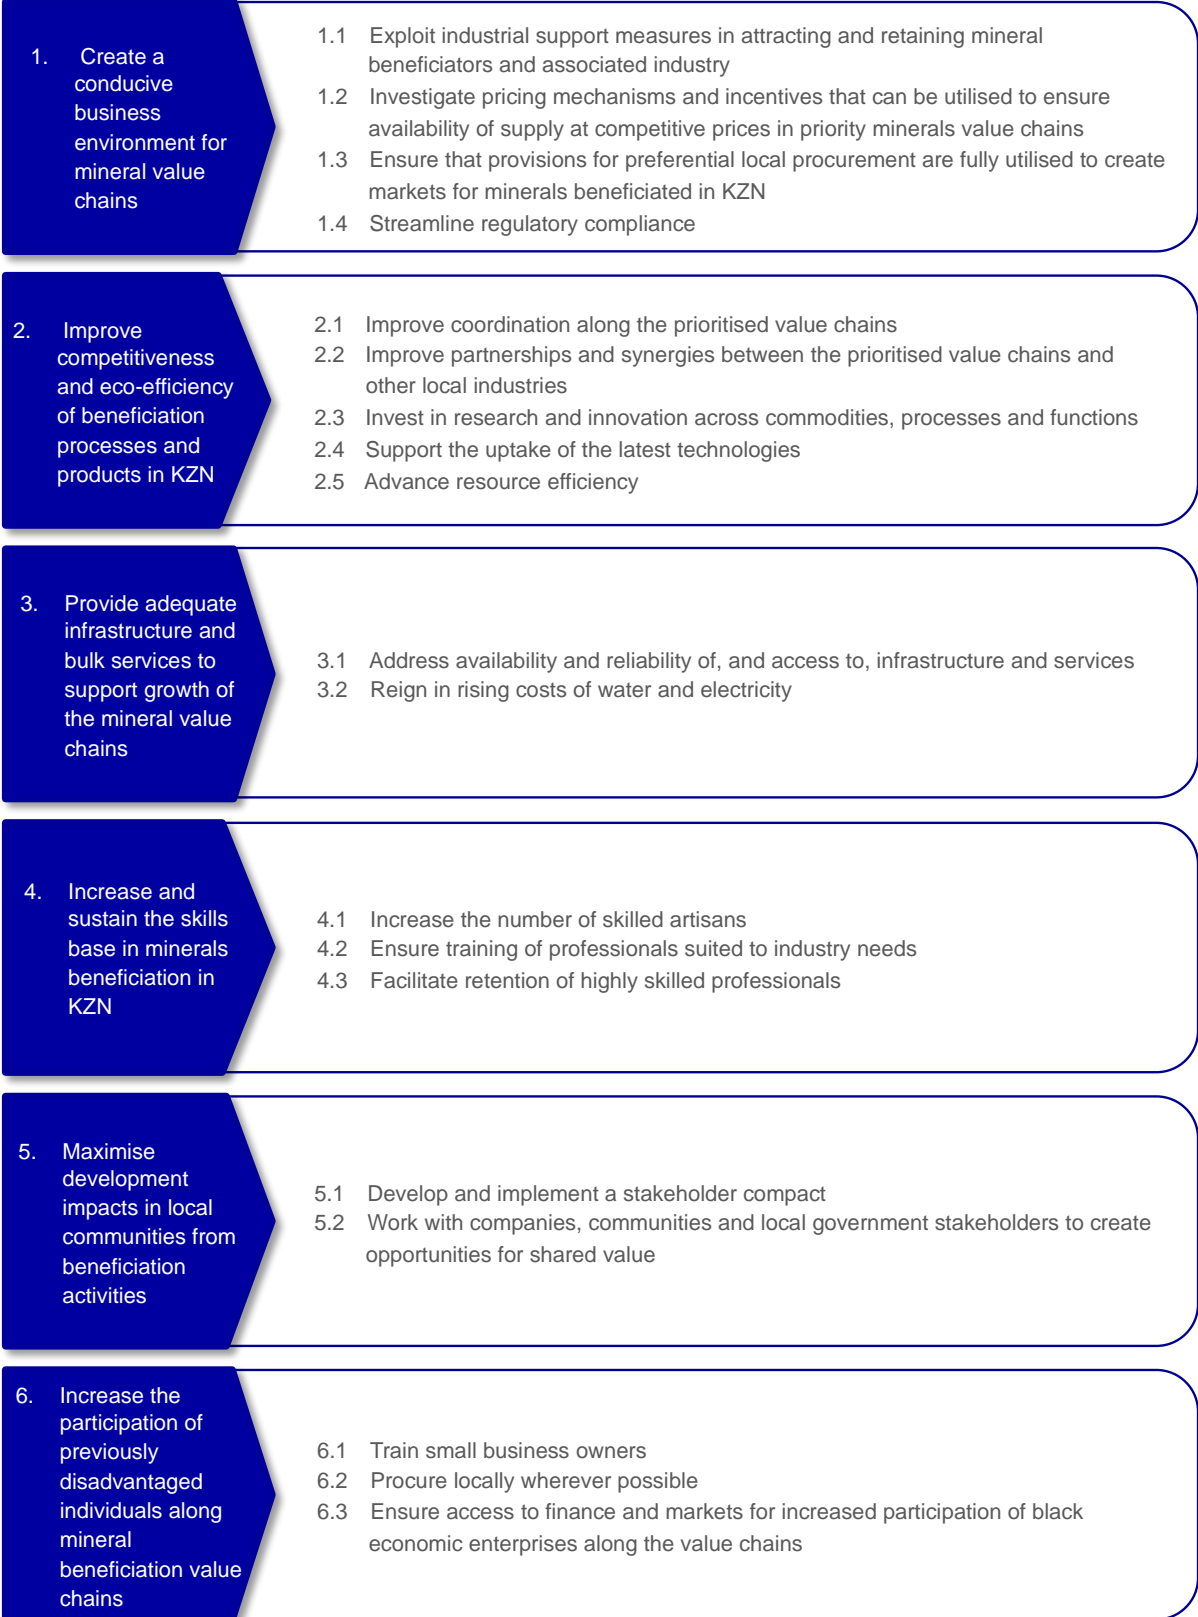 1. Create a
conducive
business
environment for
mineral value
chains
1.1 Exploit industrial support measures in attracting and retaining mineral
beneficiators and associated industry
1.2 Investigate pricing mechanisms and incentives that can be utilised to ensure
availability of supply at competitive prices in priority minerals value chains
1.3 Ensure that provisions for preferential local procurement are fully utilised to create
markets for minerals beneficiated in KZN
1.4 Streamline regulatory compliance
2. Improve
competitiveness
and eco-efficiency
of beneficiation
processes and
products in KZN
2.1 Improve coordination along the prioritised value chains
2.2 Improve partnerships and synergies between the prioritised value chains and
other local industries
2.3 Invest in research and innovation across commodities, processes and functions
2.4 Support the uptake of the latest technologies
2.5 Advance resource efficiency
3. Provide adequate
infrastructure and
bulk services to
support growth of
the mineral value
chains
3.1 Address availability and reliability of, and access to, infrastructure and services
3.2 Reign in rising costs of water and electricity
4. Increase and
sustain the skills
base in minerals
beneficiation in
KZN
4.1 Increase the number of skilled artisans
4.2 Ensure training of professionals suited to industry needs
4.3 Facilitate retention of highly skilled professionals
5. Maximise
development
impacts in local
communities from
beneficiation
activities
5.1 Develop and implement a stakeholder compact
5.2 Work with companies, communities and local government stakeholders to create
opportunities for shared value
6. Increase the
participation of
previously
disadvantaged
individuals along
mineral
beneficiation value
chains
6.1 Train small business owners
6.2 Procure locally wherever possible
6.3 Ensure access to finance and markets for increased participation of black
economic enterprises along the value chains